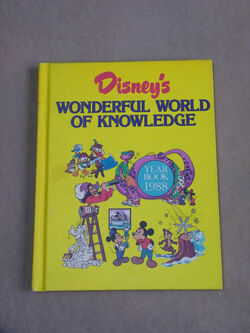 Disney's
WONDERFUL WORLD
OF KNOWLEDGE
YEAR
BOOK
1988